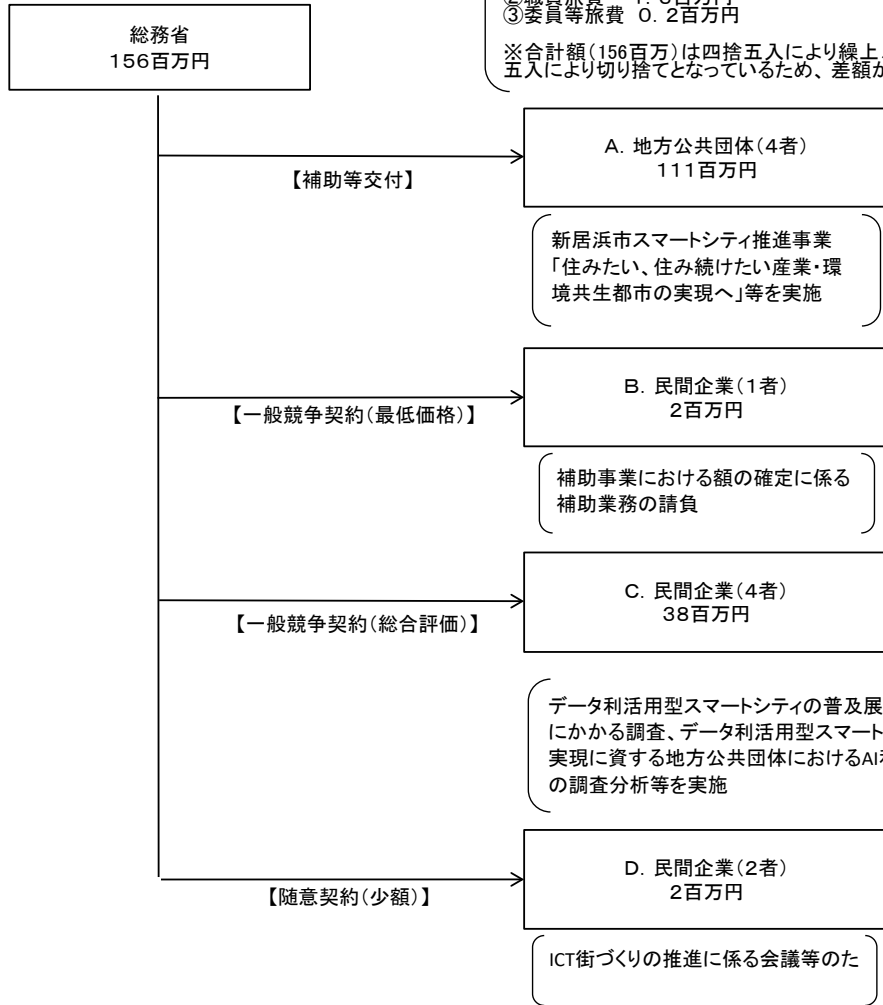 総務省
156百万円
③委員等旅費 0．2百万円
※合計額（156百万）は四捨五入により繰上
五入により切り捨てとなっているため、差額が
【補助等交付】
A．地方公共団体（4者）
111百万円
新居浜市スマートシティ推進事業
「住みたい、住み続けたい産業・環
境共生都市の実現へ」等を実施
【一般競争契約（最低価格）】
B．民間企業（1者）
2百万円
補助事業における額の確定に係る
補助業務の請負
【一般競争契約（総合評価）】
C．民間企業（4者）
38百万円
データ利活用型スマートシティの普及展
にかかる調査、データ利活用型スマート
実現に資する地方公共団体におけるAI
の調査分析等を実施
【随意契約（少額）】
D．民間企業（2者）
2百万円
ICT街づくりの推進に係る会議等のた